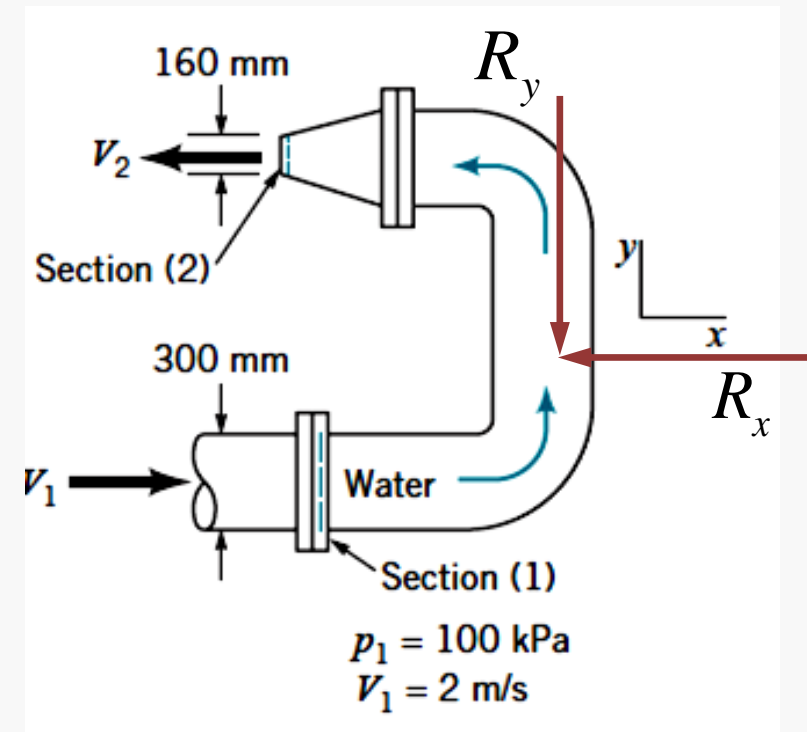 160 mm
R_y
V_2
Section (2)
y
x
300 mm
R_x
V_1
Water
Section (1)
p_1 = 100 kPa
V_1 = 2 m/s